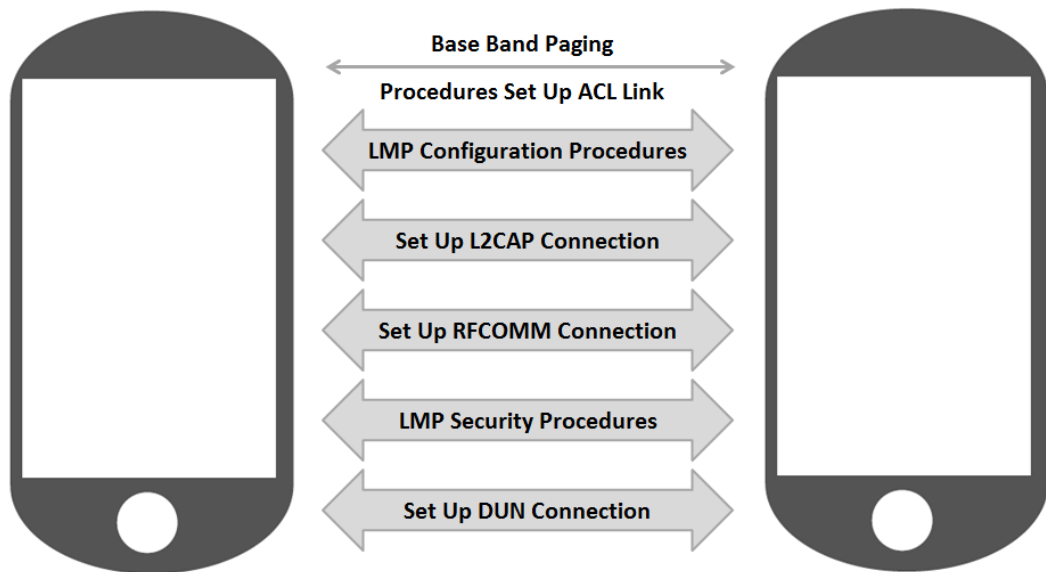 Base Band Paging
Procedures Set Up ACL Link
LMP Configuration Procedures
Set Up L2CAP Connection
Set Up RFCOMM Connection
LMP Security Procedures
Set Up DUN Connection